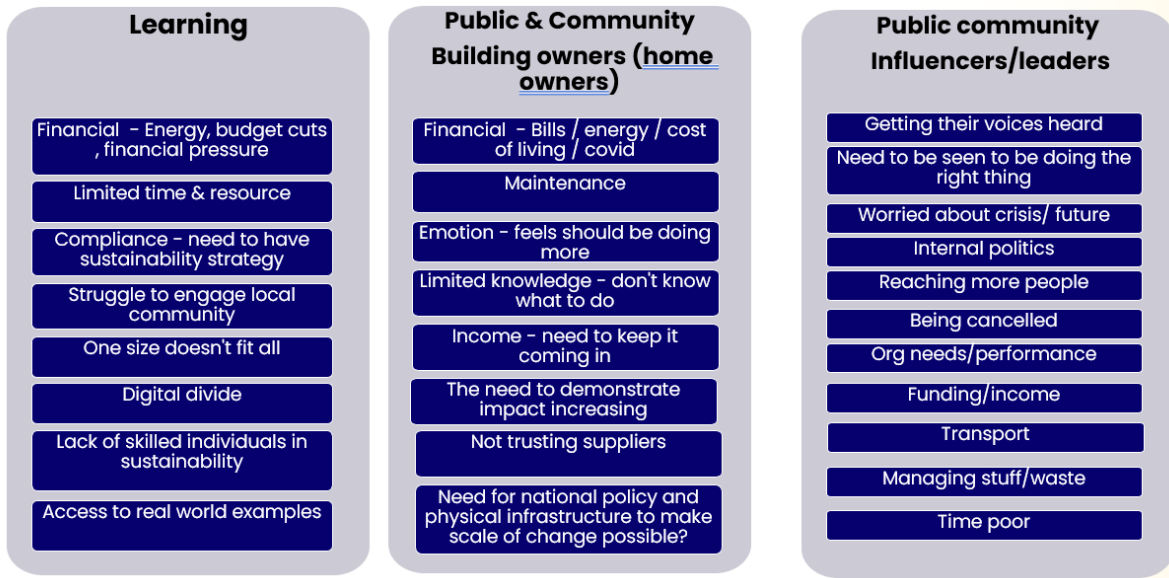 Learning
Financial  - Energy, budget cuts
, financial pressure
Limited time & resource
Compliance - need to have
sustainability strategy
Struggle to engage local
community
One size doesn't fit all
Digital divide
Lack of skilled individuals in
sustainability
Access to real world examples
Public & Community
Building owners (home
owners)
Financial  - Bills / energy / cost
of living / covid
Maintenance
Emotion - feels should be doing
more
Limited knowledge - don't know
what to do
Income - need to keep it
coming in
The need to demonstrate
impact increasing
Not trusting suppliers
Need for national policy and
physical infrastructure to make
scale of change possible?
Public community
Influencers/leaders
Getting their voices heard
Need to be seen to be doing the
right thing
Worried about crisis/ future
Internal politics
Reaching more people
Being cancelled
Org needs/performance
Funding/income
Transport
Managing stuff/waste
Time poor